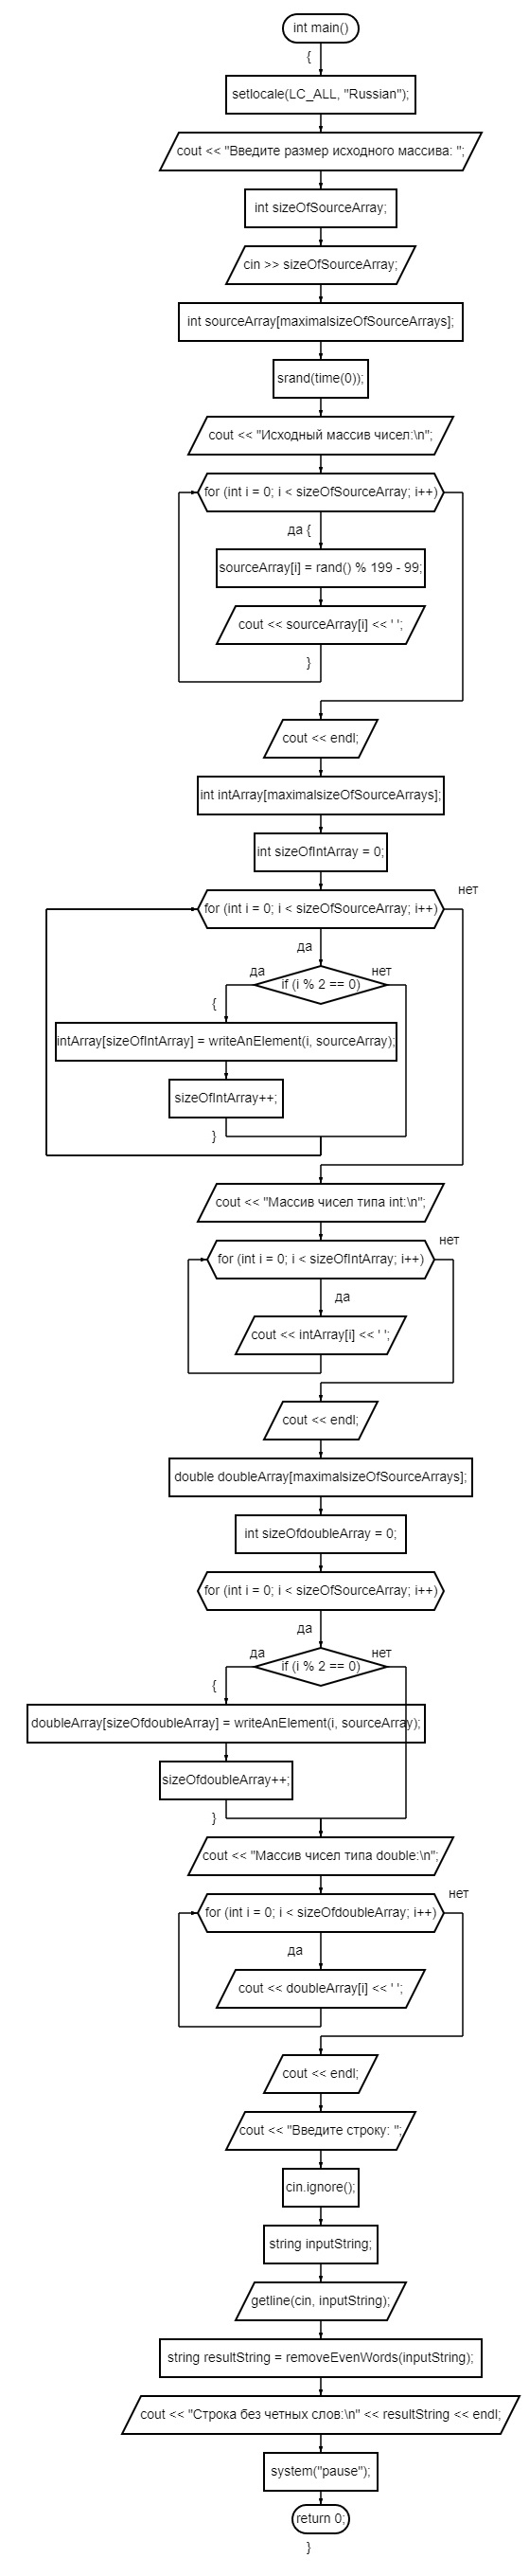 int main()
{
setlocale(LC_ALL, "Russian");
cout << "Введите размер исходного массива: ";
int sizeOfSourceArray;
cin >> sizeOfSourceArray;
int sourceArray[maximalsizeOfSourceArrays];
srand(time(0));
cout << "Исходный массив чисел:\n";
for (int i = 0; i < sizeOfSourceArray; i++)
да {
sourceArray[i] = rand() % 199 - 99;
cout << sourceArray[i] << ' ';
}
cout << endl;
int intArray[maximalsizeOfSourceArrays];
int sizeOfIntArray = 0;
нет
for (int i = 0; i < sizeOfSourceArray; i++)
да
да
нет
if (i % 2 == 0)
{
intArray[sizeOfIntArray] = writeAnElement(i, sourceArray);
sizeOfIntArray++;
}
cout << "Массив чисел типа int:\n";
нет
for (int i = 0; i < sizeOfIntArray; i++)
да
cout << intArray[i] << ' ';
cout << endl;
double doubleArray[maximalsizeOfSourceArrays];
int sizeOfdoubleArray = 0;
for (int i = 0; i < sizeOfSourceArray; i++)
да
да
нет
if (i % 2 == 0)
{
doubleArray[sizeOfdoubleArray] = writeAnElement(i, sourceArray);
sizeOfdoubleArray++;
}
cout << "Массив чисел типа double:\n";
нет
for (int i = 0; i < sizeOfdoubleArray; i++)
да
cout << doubleArray[i] << ' ';
cout << endl;
cout << "Введите строку: ";
cin.ignore();
string inputString;
getline(cin, inputString);
string resultString = removeEvenWords(inputString);
cout << "Строка без четных слов:\n" << resultString << endl;
system("pause");
return 0;
}